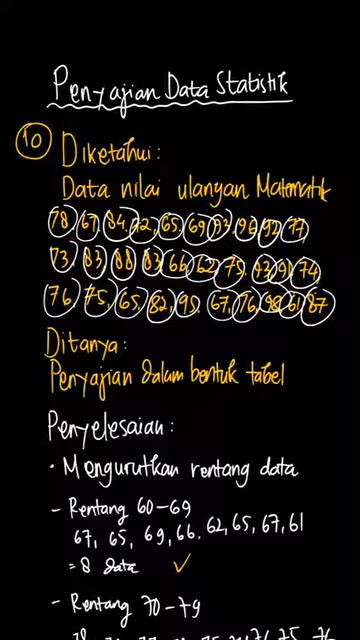 Penyajian Data Statistik
10 Diketahui:
Data nilai ulangan Matematik
78, 67, 84, 92, 65, 69, 93, 96, 92, 77,
73, 83, 88, 83, 66, 62, 75, 93, 91, 74,
76, 75, 65, 82, 95, 67, 76, 98, 61, 87
Ditanya:
Penyajian dalam bentuk tabel
Penyelesaian:
• Mengurutkan rentang data
- Rentang 60-69
67, 65, 69, 66. 62, 65, 67, 61
= 8 data ✓
- Rentang 70-79